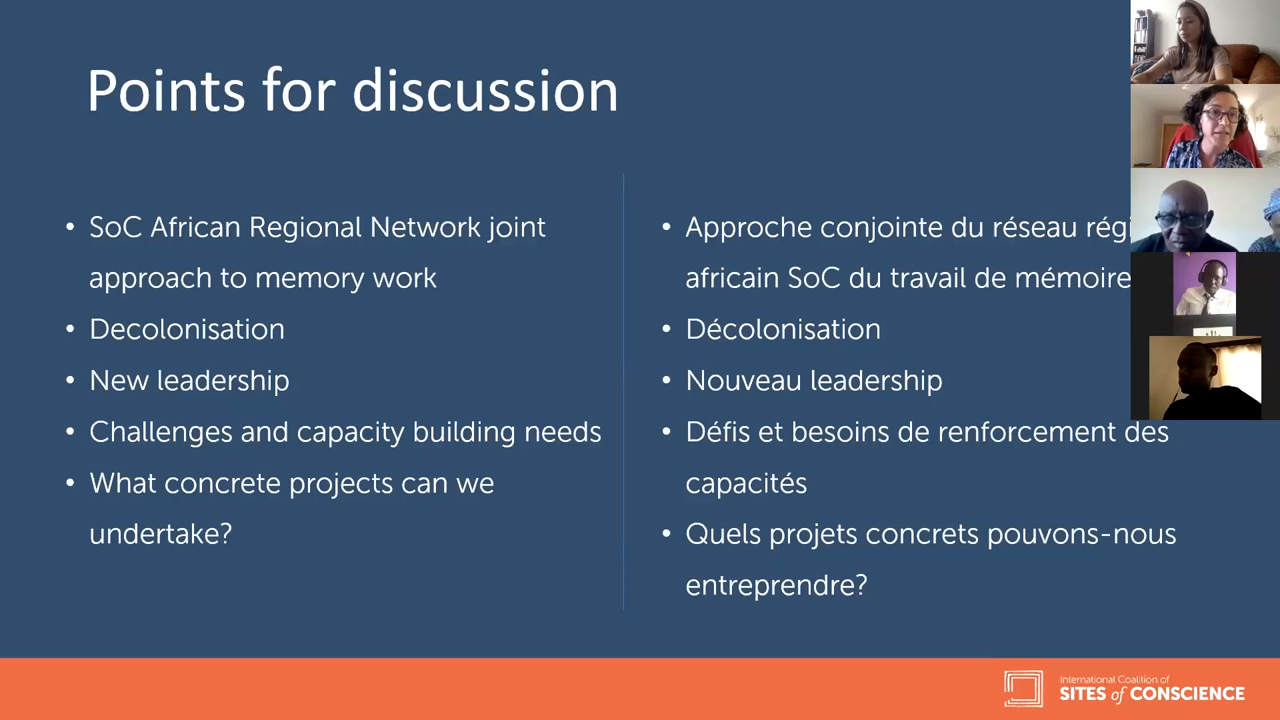 Points for discussion
• SoC African Regional Network joint
approach to memory work
• Decolonisation
• New leadership
• Challenges and capacity building needs
• What concrete projects can we
undertake?
• Approche conjointe du réseau régi
africain SoC du travail de mémoire
• Décolonisation
• Nouveau leadership
• Défis et besoins de renforcement des
capacités
• Quels projets concrets pouvons-nous
entreprendre?
International Coalition of
SITES of CONSCIENCE